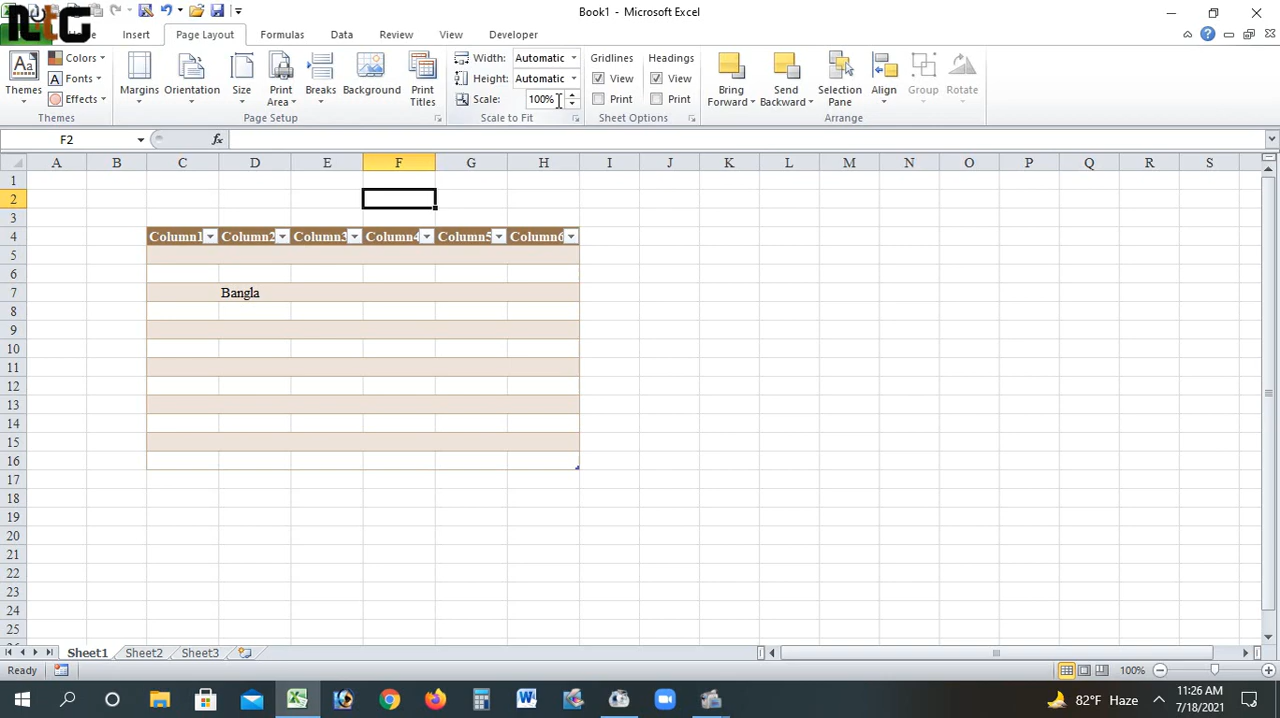 NtG
Book1 - Microsoft Excel
Insert Page Layout Formulas Data Review View Developer
Themes
Colors
Fonts
Effects
Themes
Margins
Orientation
Size
Print Area
Breaks
Background
Print Titles
Page Setup
Width: Automatic
Height: Automatic
Scale: 100%
Scale to Fit
Gridlines
View
Print
Headings
View
Print
Sheet Options
Bring Forward
Send Backward
Selection Pane
Align
Group
Rotate
Arrange
F2
fx
A B C D E F G H I J K L M N O P Q R S
1
2
3
4 Column1 Column2 Column3 Column4 Column5 Column6
5
6
7 Bangla
8
9
10
11
12
13
14
15
16
17
18
19
20
21
22
23
24
25
Sheet1 Sheet2 Sheet3
Ready
100%
82°F Haze
11:26 AM
7/18/2021